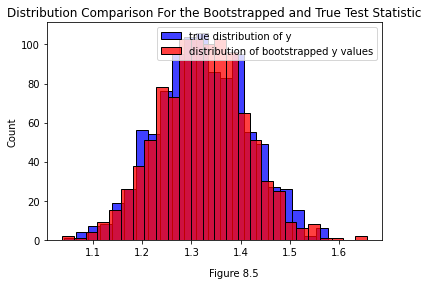 Distribution Comparison For the Bootstrapped and True Test Statistic
true distribution of y
distribution of bootstrapped y values
100
80
60
40
20
0
Count
1.1 1.2 1.3 1.4 1.5 1.6
Figure 8.5